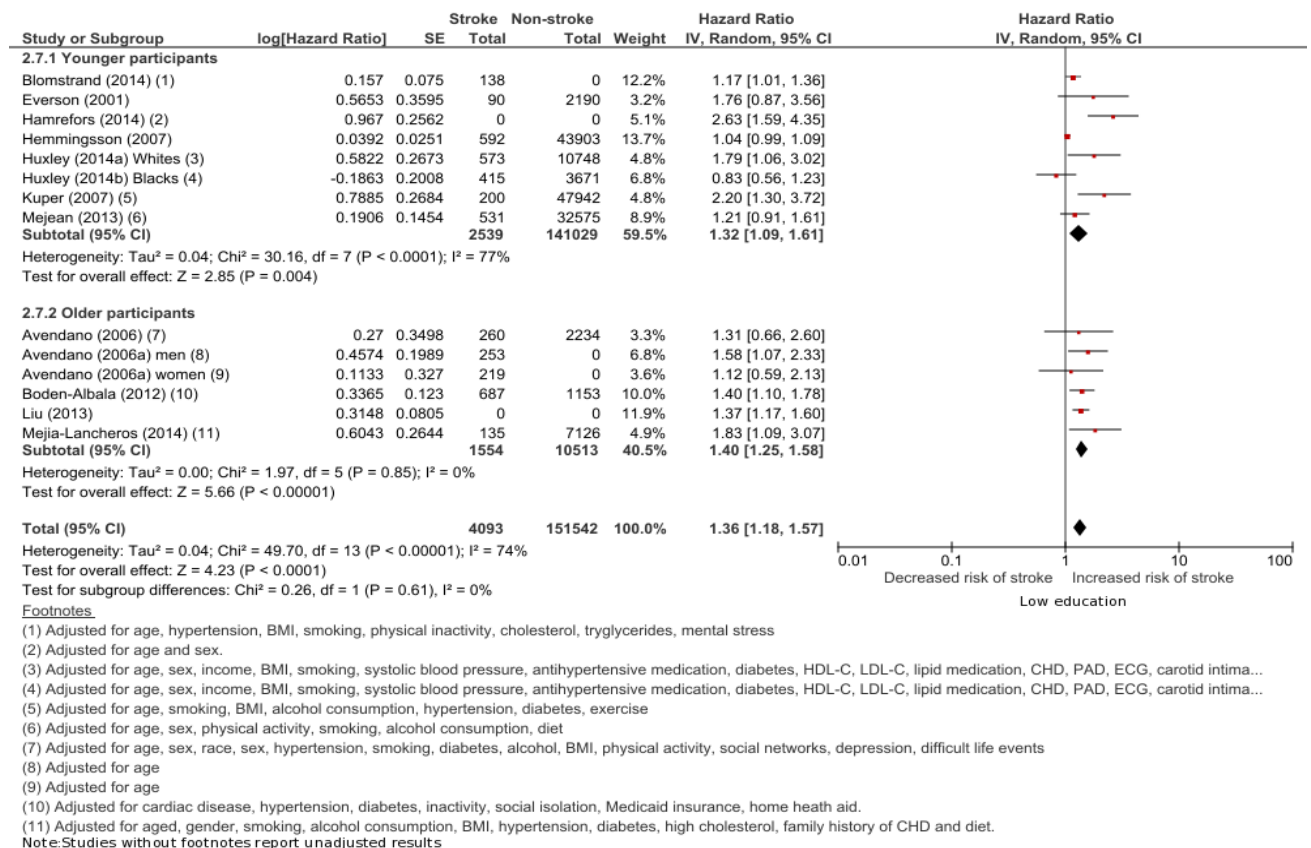 Stroke Non-stroke Hazard Ratio Hazard Ratio
Study or Subgroup log[Hazard Ratio] SE Total Total Weight IV, Random, 95% CI IV, Random, 95% CI
2.7.1 Younger participants
Blomstrand (2014) (1) 0.157 0.075 138 0 12.2% 1.17 [1.01, 1.36]
Everson (2001) 0.5653 0.3595 90 2190 3.2% 1.76 [0.87, 3.56]
Hamrefors (2014) (2) 0.967 0.2562 0 0 5.1% 2.63 [1.59, 4.35]
Hemmingsson (2007) 0.0392 0.0251 592 43903 13.7% 1.04 [0.99, 1.09]
Huxley (2014a) Whites (3) 0.5822 0.2673 573 10748 4.8% 1.79 [1.06, 3.02]
Huxley (2014b) Blacks (4) -0.1863 0.2008 415 3671 6.8% 0.83 [0.56, 1.23]
Kuper (2007) (5) 0.7885 0.2684 200 47942 4.8% 2.20 [1.30, 3.72]
Mejean (2013) (6) 0.1906 0.1454 531 32575 8.9% 1.21 [0.91, 1.61]
Subtotal (95% CI) 2539 141029 59.5% 1.32 [1.09, 1.61]
Heterogeneity: Tau² = 0.04; Chi² = 30.16, df = 7 (P < 0.0001); I² = 77%
Test for overall effect: Z = 2.85 (P = 0.004)
2.7.2 Older participants
Avendano (2006) (7) 0.27 0.3498 260 2234 3.3% 1.31 [0.66, 2.60]
Avendano (2006a) men (8) 0.4574 0.1989 253 0 6.8% 1.58 [1.07, 2.33]
Avendano (2006a) women (9) 0.1133 0.327 219 0 3.6% 1.12 [0.59, 2.13]
Boden-Albala (2012) (10) 0.3365 0.123 687 1153 10.0% 1.40 [1.10, 1.78]
Liu (2013) 0.3148 0.0805 0 0 11.9% 1.37 [1.17, 1.60]
Mejia-Lancheros (2014) (11) 0.6043 0.2644 135 7126 4.9% 1.83 [1.09, 3.07]
Subtotal (95% CI) 1554 10513 40.5% 1.40 [1.25, 1.58]
Heterogeneity: Tau² = 0.00; Chi² = 1.97, df = 5 (P = 0.85); I² = 0%
Test for overall effect: Z = 5.66 (P < 0.00001)
Total (95% CI) 4093 151542 100.0% 1.36 [1.18, 1.57]
Heterogeneity: Tau² = 0.04; Chi² = 49.70, df = 13 (P < 0.00001); I² = 74%
Test for overall effect: Z = 4.23 (P < 0.0001)
Test for subgroup differences: Chi² = 0.26, df = 1 (P = 0.61), I² = 0%
0.01 0.1 1 10 100
Decreased risk of stroke Increased risk of stroke
Low education
Footnotes
(1) Adjusted for age, hypertension, BMI, smoking, physical inactivity, cholesterol, tryglycerides, mental stress
(2) Adjusted for age and sex.
(3) Adjusted for age, sex, income, BMI, smoking, systolic blood pressure, antihypertensive medication, diabetes, HDL-C, LDL-C, lipid medication, CHD, PAD, ECG, carotid intima...
(4) Adjusted for age, sex, income, BMI, smoking, systolic blood pressure, antihypertensive medication, diabetes, HDL-C, LDL-C, lipid medication, CHD, PAD, ECG, carotid intima...
(5) Adjusted for age, smoking, BMI, alcohol consumption, hypertension, diabetes, exercise
(6) Adjusted for age, sex, physical activity, smoking, alcohol consumption, diet
(7) Adjusted for age, sex, race, sex, hypertension, smoking, diabetes, alcohol, BMI, physical activity, social networks, depression, difficult life events
(8) Adjusted for age
(9) Adjusted for age
(10) Adjusted for cardiac disease, hypertension, diabetes, inactivity, social isolation, Medicaid insurance, home heath aid.
(11) Adjusted for aged, gender, smoking, alcohol consumption, BMI, hypertension, diabetes, high cholesterol, family history of CHD and diet.
Note:Studies without footnotes report unadjusted results